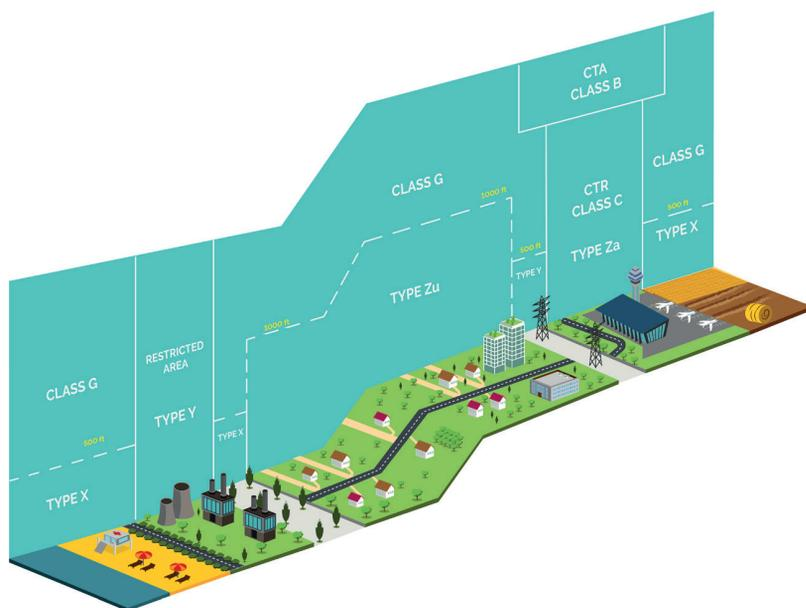 CTA
CLASS B
CLASS G
1000 ft
CTR
CLASS C
CLASS G
500 ft
TYPE X
500 ft
TYPE Y
TYPE Za
TYPE Zu
1000 ft
RESTRICTED
AREA
CLASS G
TYPE Y
TYPE X
500 ft
TYPE X